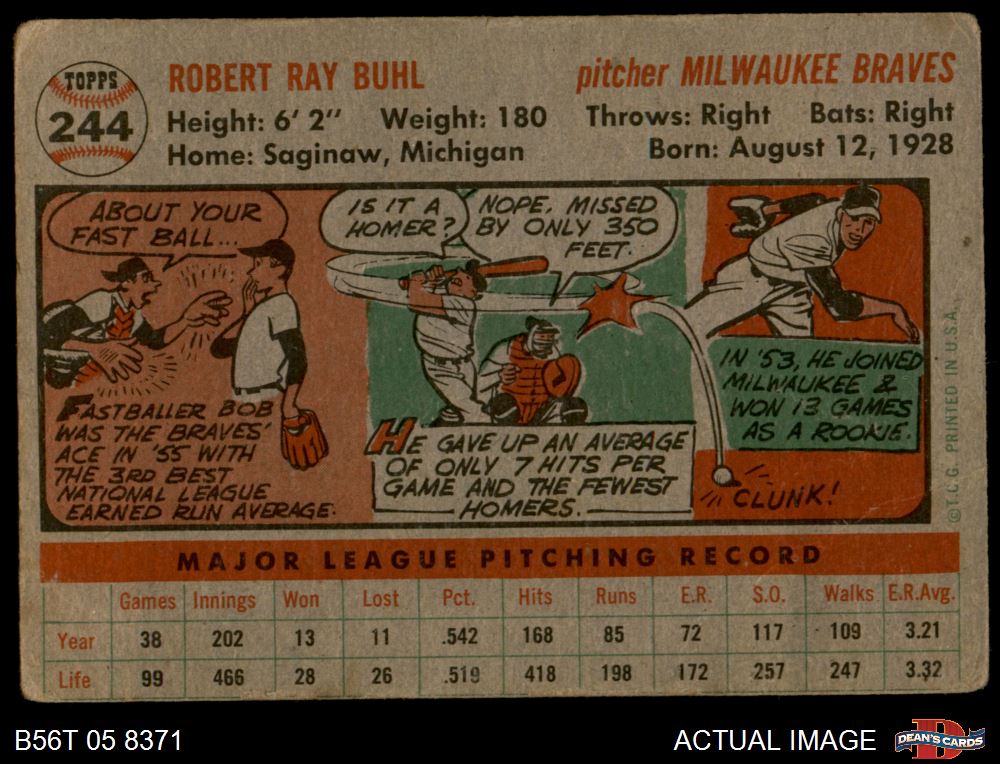 TOPPS
244
ROBERT RAY BUHL
pitcher MILWAUKEE BRAVES
Height: 6' 2" Weight: 180 Throws: Right Bats: Right
Home: Saginaw, Michigan Born: August 12, 1928
ABOUT YOUR
FAST BALL...
FASTBALLER BOB
WAS THE BRAVES'
ACE IN '55 WITH
THE 3RD BEST
NATIONAL LEAGUE
EARNED RUN AVERAGE.
IS IT A
HOMER?
NOPE, MISSED
BY ONLY 350
FEET.
HE GAVE UP AN AVERAGE
OF ONLY 7 HITS PER
GAME AND THE FEWEST
HOMERS.
IN '53, HE JOINED
MILWAUKEE &
WON 13 GAMES
AS A ROOKIE.
CLUNK!
©T.C.G. PRINTED IN U.S.A.
MAJOR LEAGUE PITCHING RECORD
Games Innings Won Lost Pct. Hits Runs E.R. S.O. Walks E.R.Avg.
Year 38 202 13 11 .542 168 85 72 117 109 3.21
Life 99 466 28 26 .519 418 198 172 257 247 3.32
B56T 05 8371
ACTUAL IMAGE
DEAN'S CARDS